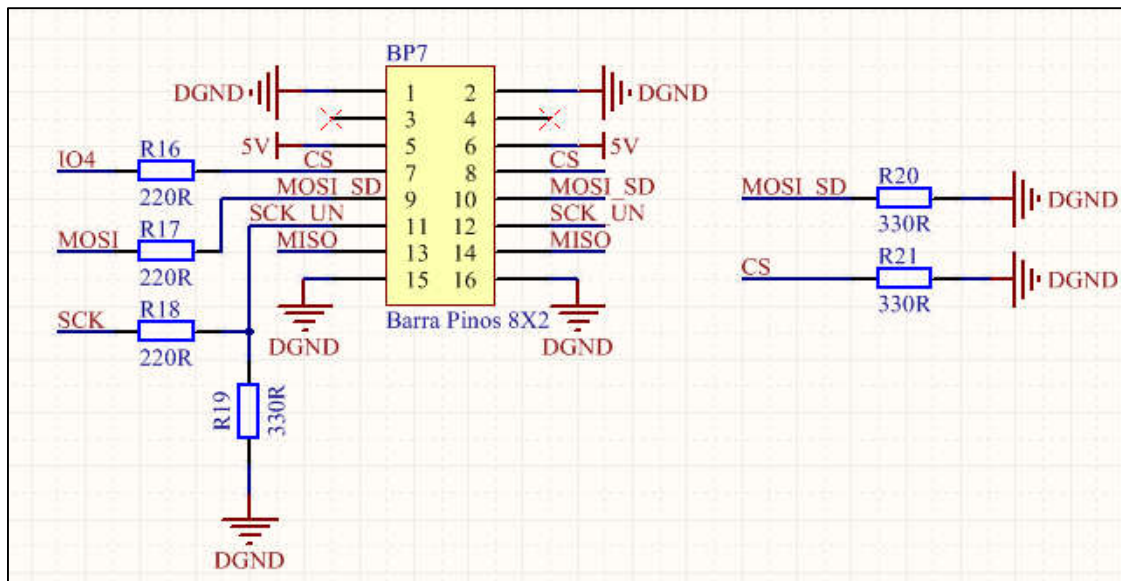 BP7
DGND 1 2 DGND
3 4
5V 5 6 5V
IO4 R16 220R CS 7 8 CS
MOSI_SD 9 10 MOSI_SD
MOSI R17 220R
SCK_UN 11 12 SCK_UN
MISO 13 14 MISO
15 16
DGND DGND
Barra Pinos 8X2
SCK R18 220R
R19 330R
DGND
MOSI_SD R20 330R DGND
CS R21 330R DGND